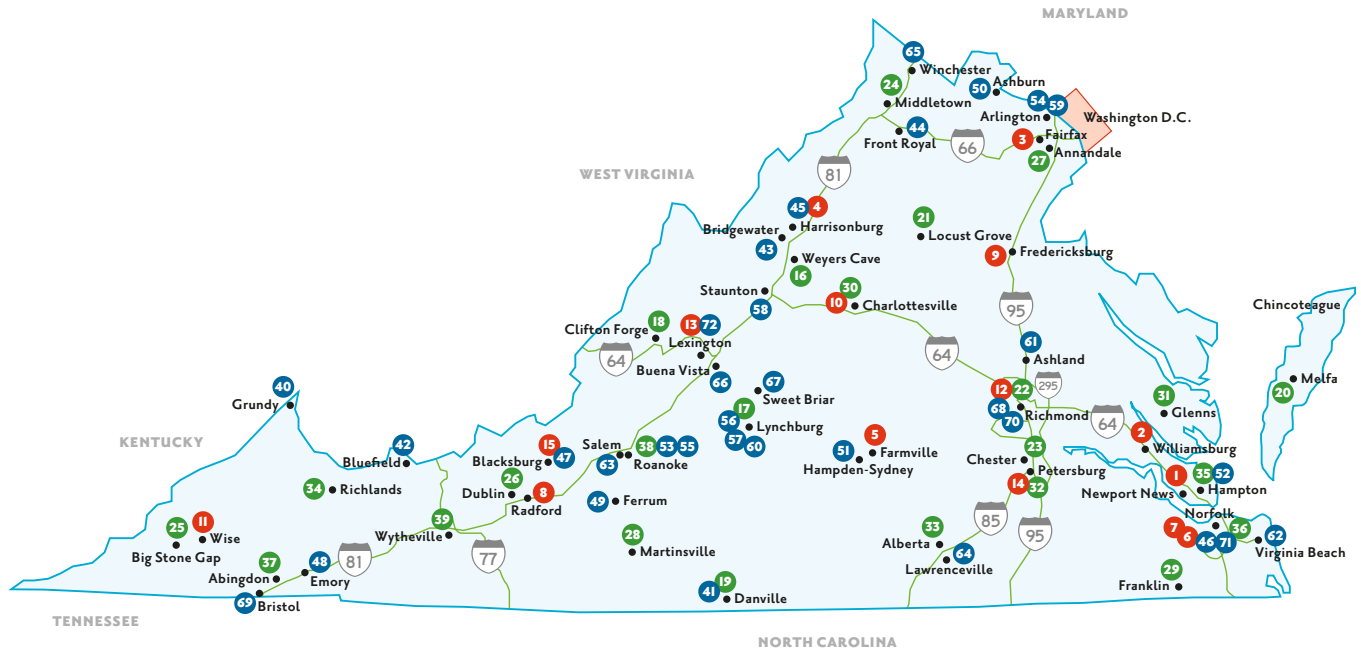 MARYLAND
65
Winchester
24
Middletown
50
Ashburn
54
59
Arlington
Washington D.C.
44
Front Royal
66
3
Fairfax
27
Annandale
WEST VIRGINIA
81
45
4
Harrisonburg
Bridgewater
43
21
Locust Grove
9
Fredericksburg
Weyers Cave
16
Staunton
58
30
10
Charlottesville
95
Chincoteague
18
Clifton Forge
13
72
Lexington
64
Buena Vista
66
64
61
Ashland
295
40
Grundy
67
Sweet Briar
12
22
68
70
Richmond
31
Glenns
Melfa
20
17
56
Lynchburg
57
60
64
2
Williamsburg
KENTUCKY
42
Bluefield
15
47
Blacksburg
Salem
63
38
53
55
Roanoke
51
5
Farmville
Hampden-Sydney
23
Chester
Petersburg
14
32
1
35
52
Newport News
Hampton
34
Richlands
26
Dublin
8
Radford
49
Ferrum
85
95
Norfolk
7
6
46
71
36
62
Virginia Beach
25
11
Wise
Big Stone Gap
39
Wytheville
77
28
Martinsville
33
Alberta
64
Lawrenceville
37
Abingdon
48
Emory
81
69
Bristol
41
19
Danville
29
Franklin
TENNESSEE
NORTH CAROLINA